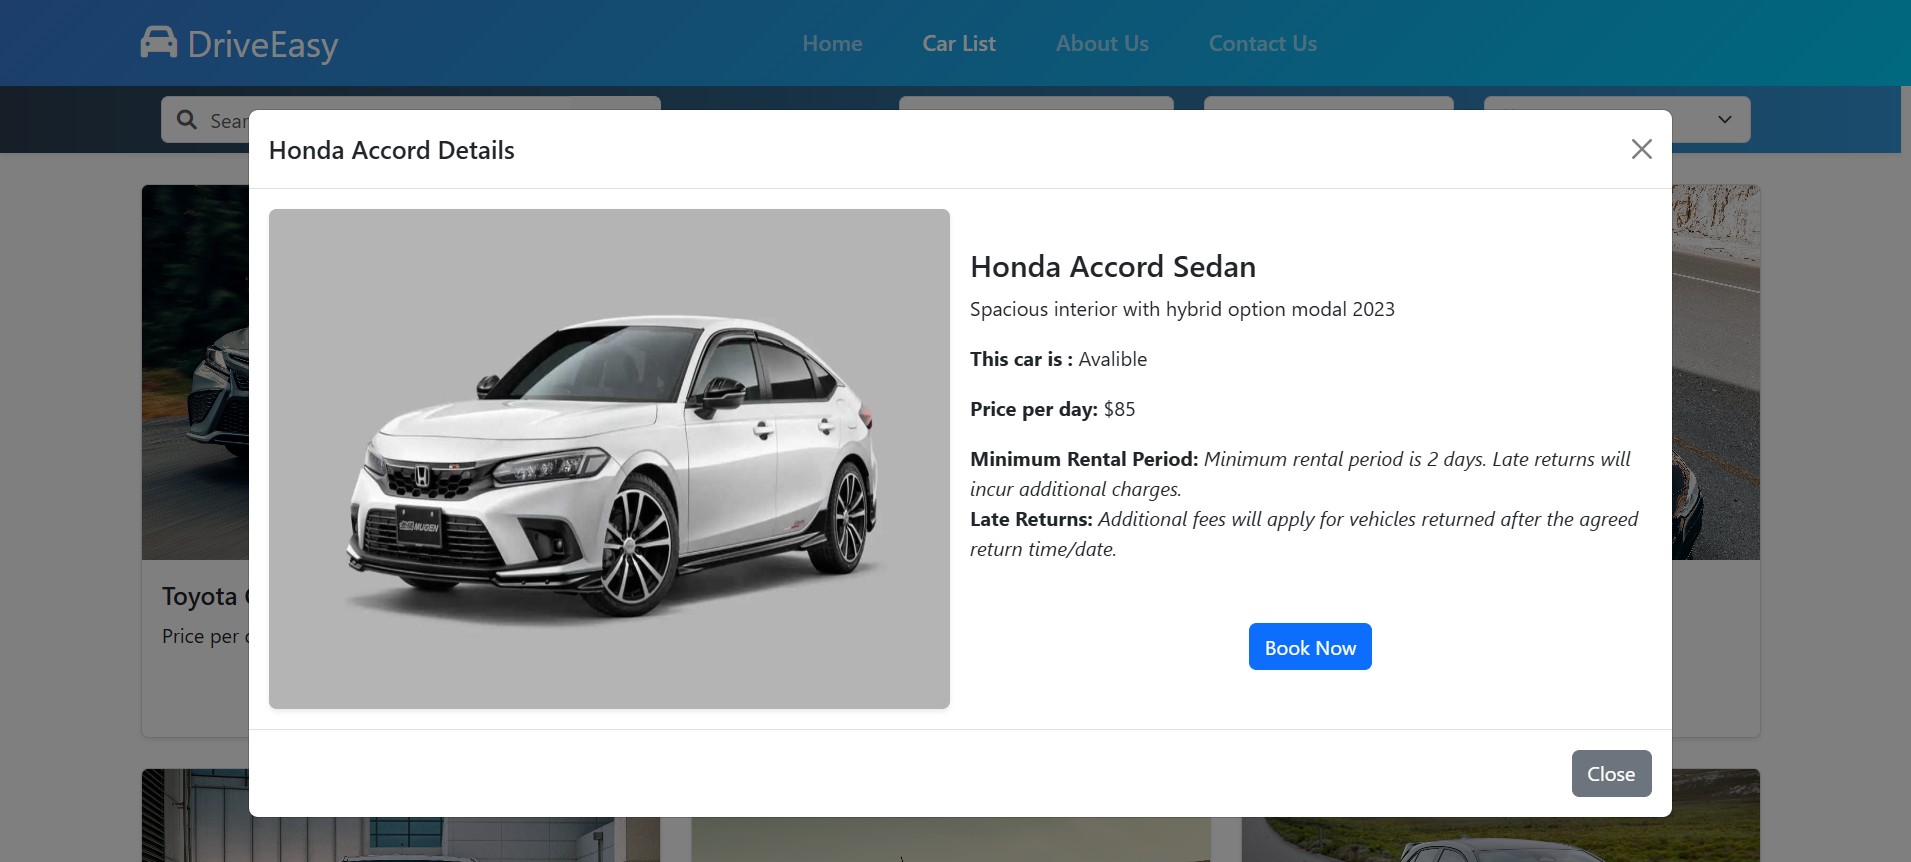 DriveEasy
Home
Car List
About Us
Contact Us
Sear
Honda Accord Details
Honda Accord Sedan
Spacious interior with hybrid option modal 2023
This car is : Avalible
Price per day: $85
Minimum Rental Period: Minimum rental period is 2 days. Late returns will
incur additional charges.
Late Returns: Additional fees will apply for vehicles returned after the agreed
return time/date.
MUGEN
Toyota
Price per
Book Now
Close